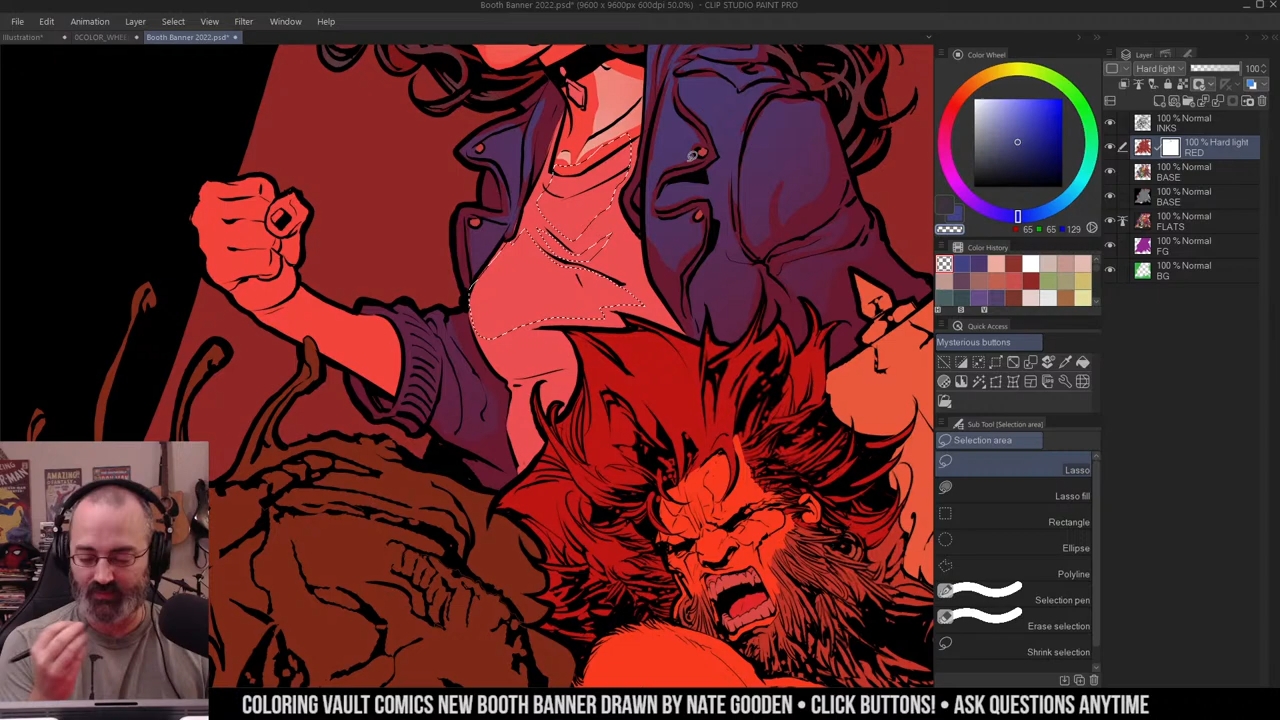 Booth Banner 2022.psd* (9600 x 9600px 600dpi 50.0%) - CLIP STUDIO PAINT PRO
File Edit Animation Layer Select View Filter Window Help
Illustration* 0COLOR_WHEE Booth Banner 2022.psd*
Color Wheel
65 65 129
Color History
H S V
Quick Access
Mysterious buttons
Sub Tool [Selection area]
Selection area
Lasso
Lasso fill
Rectangle
Ellipse
Polyline
Selection pen
Erase selection
Shrink selection
Layer
Hard light 100
100 % Normal
INKS
100 % Hard light
RED
100 % Normal
BASE
100 % Normal
BASE
100 % Normal
FLATS
100 % Normal
FG
100 % Normal
BG
AMAZING
COLORING VAULT COMICS NEW BOOTH BANNER DRAWN BY NATE GOODEN • CLICK BUTTONS! • ASK QUESTIONS ANYTIME